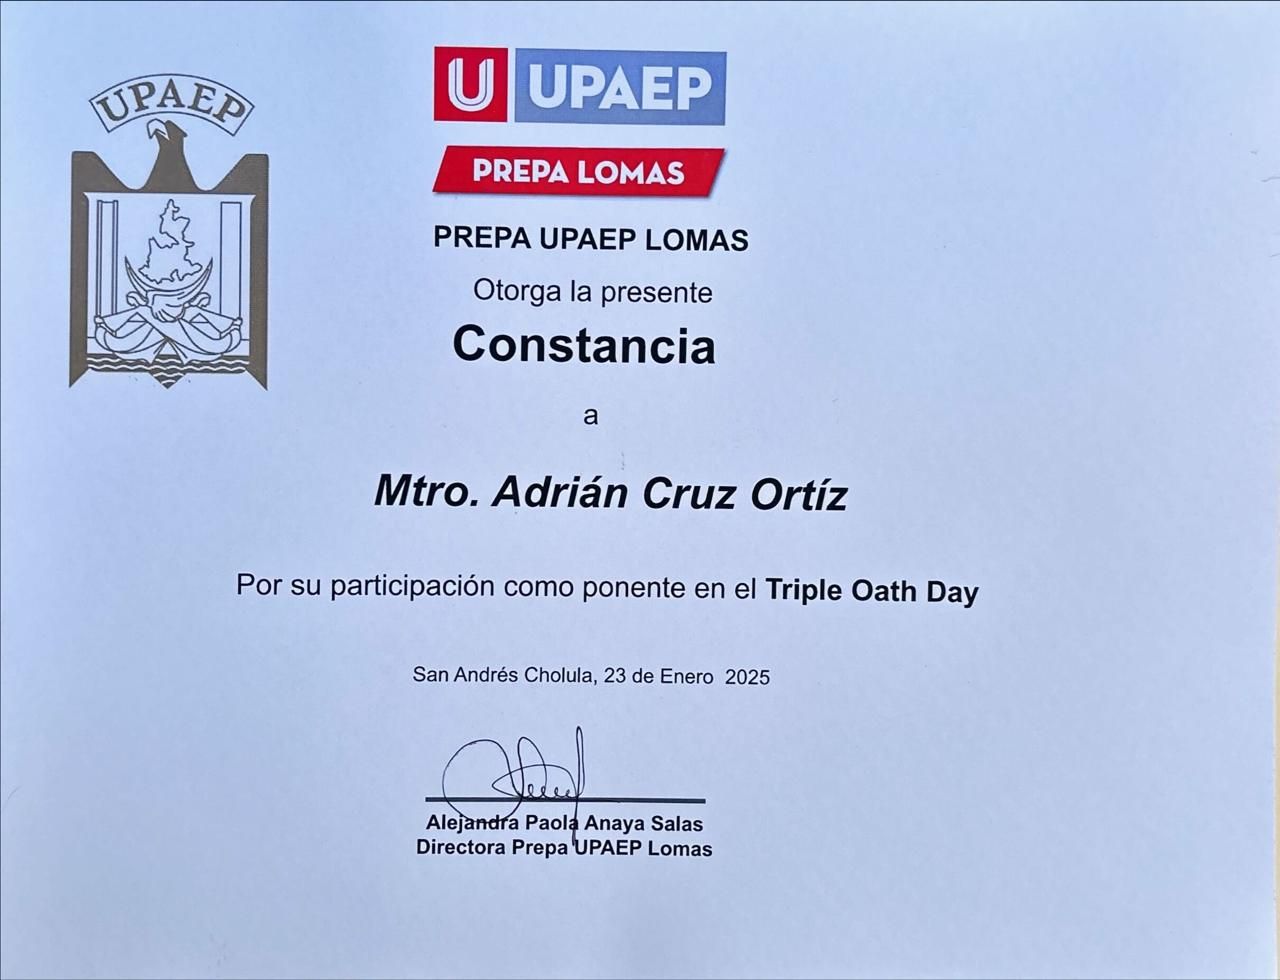 UPAEP
U UPAEP
PREPA LOMAS
PREPA UPAEP LOMAS
Otorga la presente
Constancia
a
Mtro. Adrián Cruz Ortíz
Por su participación como ponente en el Triple Oath Day
San Andrés Cholula, 23 de Enero 2025
Alejandra Paola Anaya Salas
Directora Prepa UPAEP Lomas